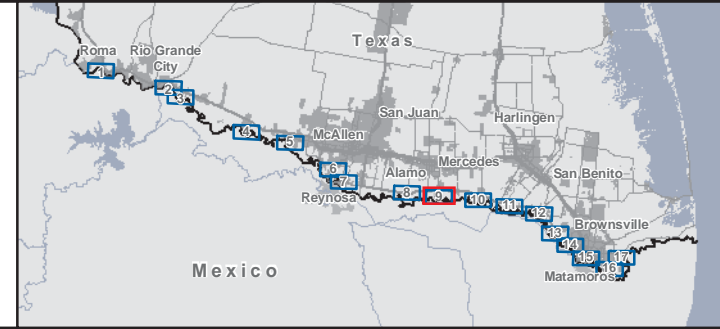 Texas
Roma
Rio Grande
City
1
2
3
San Juan
Harlingen
4
McAllen
5
Mercedes
6
Alamo
San Benito
7
Reynosa
8
9
10
11
12
Brownsville
13
14
15
17
16
Mexico
Matamoros